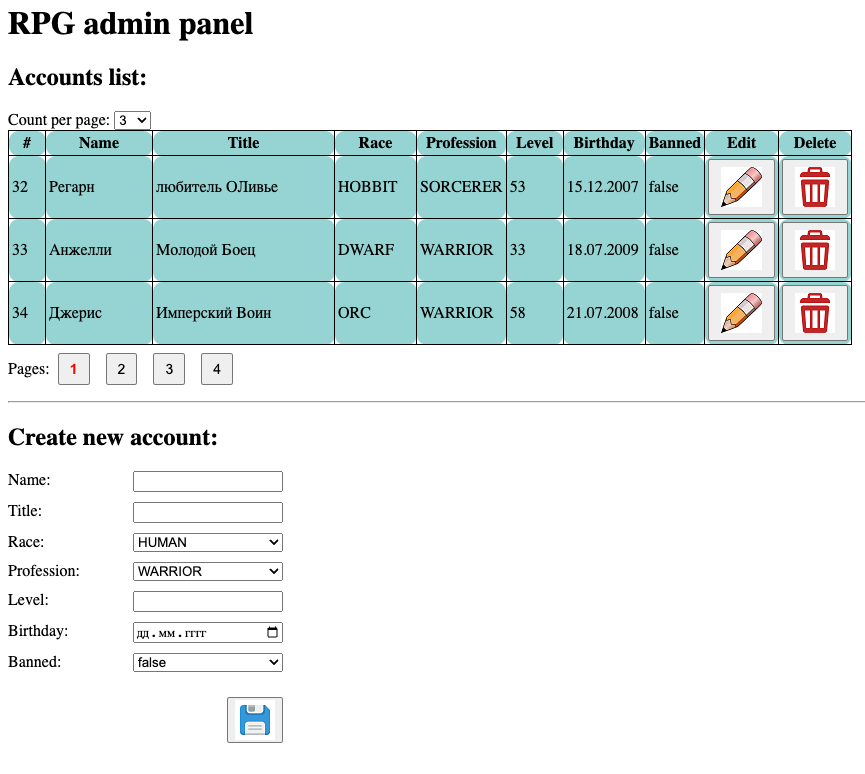 RPG admin panel
Accounts list:
Count per page: 3
# Name Title Race Profession Level Birthday Banned Edit Delete
32 Регарн любитель ОЛивье HOBBIT SORCERER 53 15.12.2007 false
33 Анжелли Молодой Боец DWARF WARRIOR 33 18.07.2009 false
34 Джерис Имперский Воин ORC WARRIOR 58 21.07.2008 false
Pages: 1 2 3 4
Create new account:
Name:
Title:
Race: HUMAN
Profession: WARRIOR
Level:
Birthday: дд.мм.гггг
Banned: false